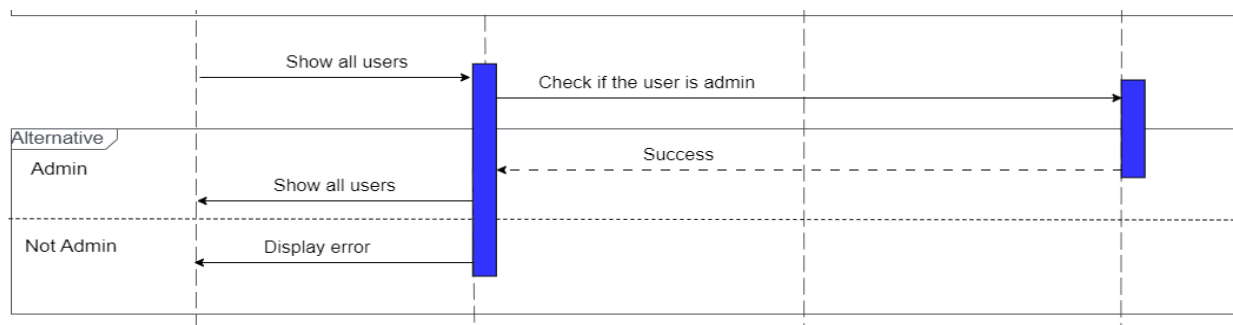 Show all users
Check if the user is admin
Alternative
Success
Admin
Show all users
Not Admin
Display error